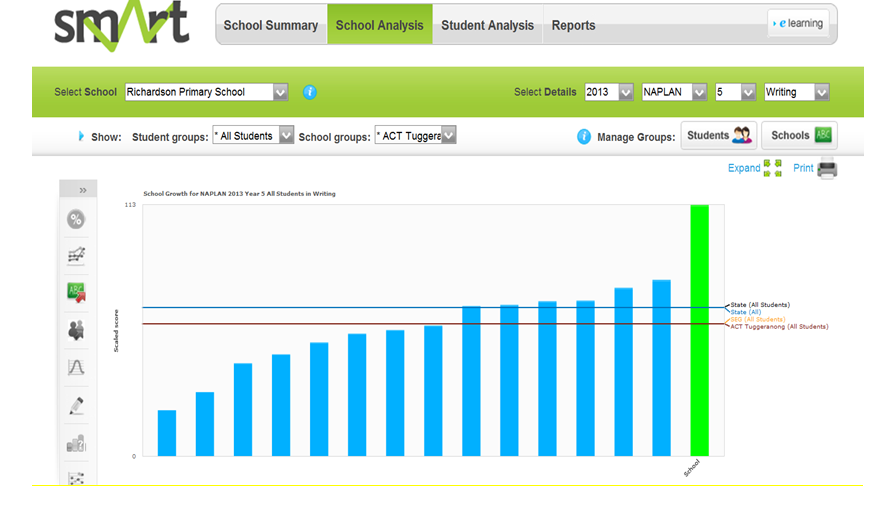 smArt
School Summary School Analysis Student Analysis Reports
e learning
Select School Richardson Primary School i Select Details 2013 NAPLAN 5 Writing
Show: Student groups: * All Students School groups: * ACT Tuggera i Manage Groups: Students Schools ABC
Expand Print
School Growth for NAPLAN 2013 Year 5 All Students in Writing
113
%
ABC
Scaled score
State (All Students)
State (All)
SEG (All Students)
ACT Tuggeranong (All Students)
0
School